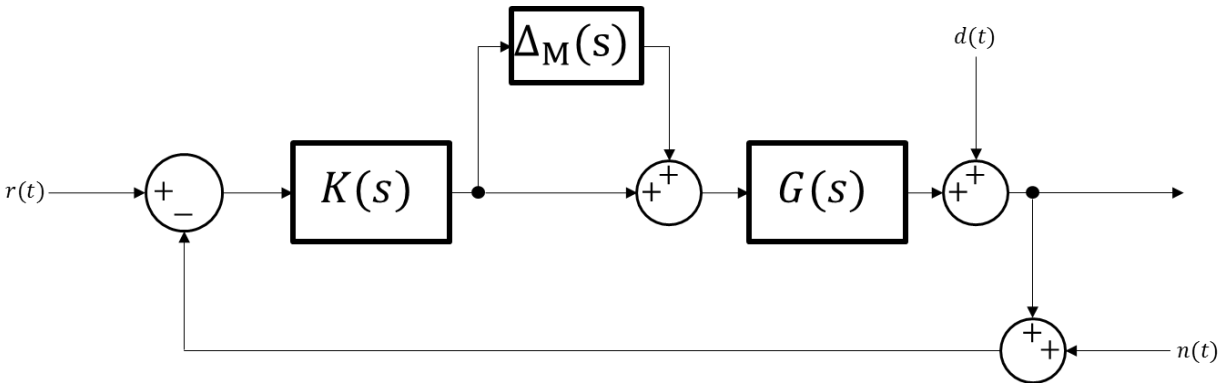 Δ_M(s)
d(t)
r(t)
+
−
K(s)
+
+
G(s)
+
+
+
+
n(t)